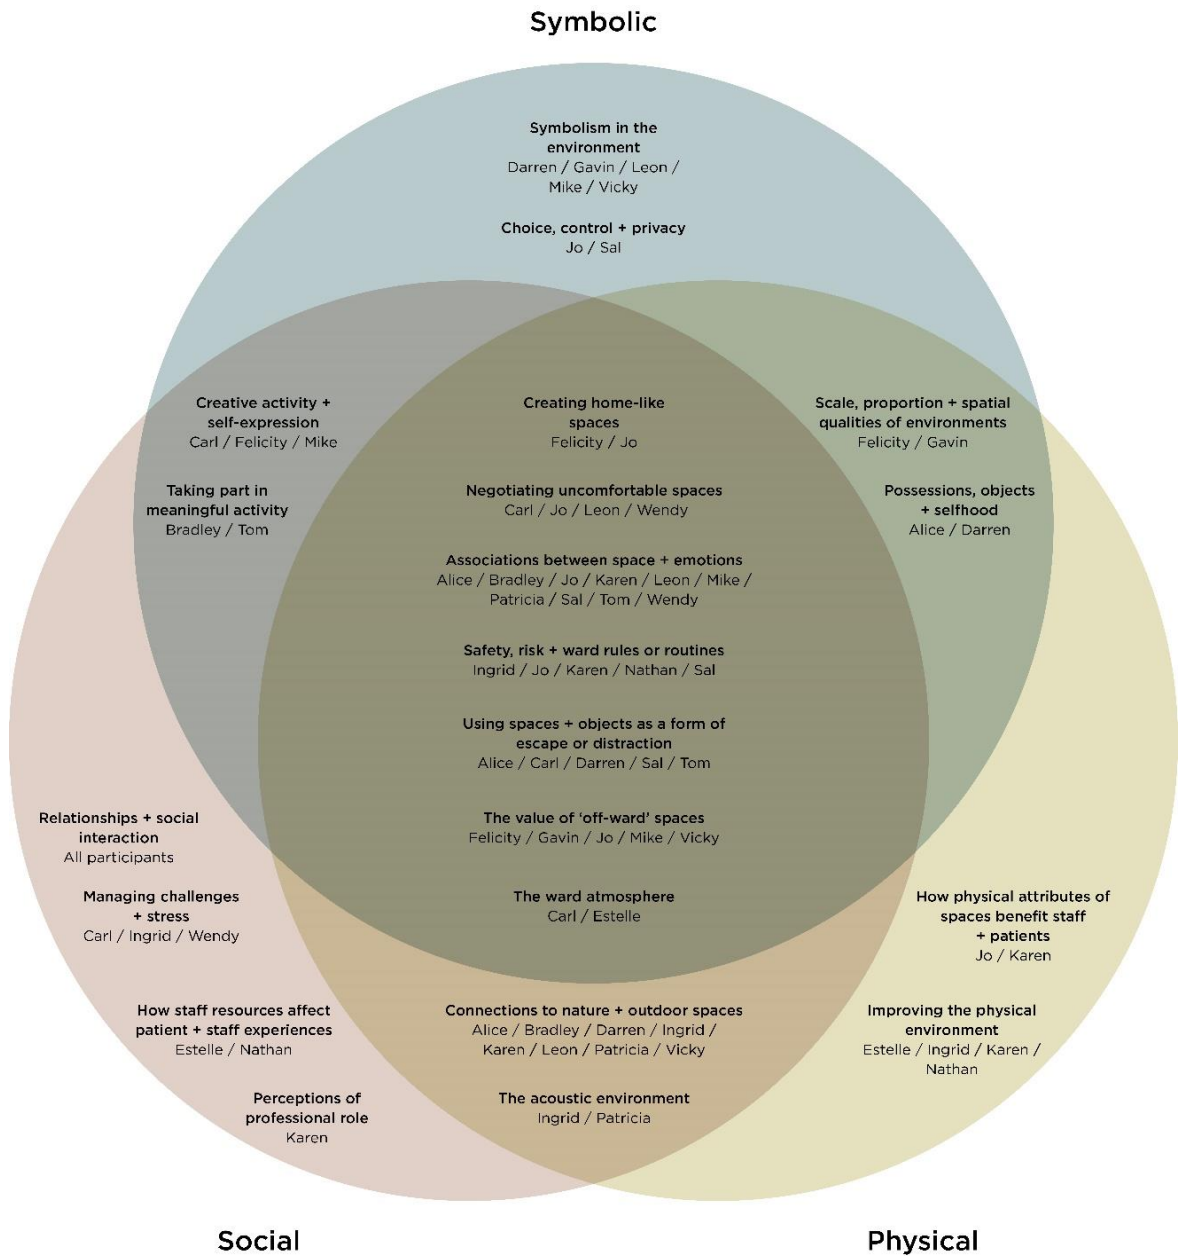 Symbolic
Symbolism in the
environment
Darren / Gavin / Leon /
Mike / Vicky
Choice, control + privacy
Jo / Sal
Creative activity +
self-expression
Carl / Felicity / Mike
Taking part in
meaningful activity
Bradley / Tom
Creating home-like
spaces
Felicity / Jo
Negotiating uncomfortable spaces
Carl / Jo / Leon / Wendy
Associations between space + emotions
Alice / Bradley / Jo / Karen / Leon / Mike /
Patricia / Sal / Tom / Wendy
Safety, risk + ward rules or routines
Ingrid / Jo / Karen / Nathan / Sal
Using spaces + objects as a form of
escape or distraction
Alice / Carl / Darren / Sal / Tom
The value of ‘off-ward’ spaces
Felicity / Gavin / Jo / Mike / Vicky
The ward atmosphere
Carl / Estelle
Scale, proportion + spatial
qualities of environments
Felicity / Gavin
Possessions, objects
+ selfhood
Alice / Darren
Relationships + social
interaction
All participants
Managing challenges
+ stress
Carl / Ingrid / Wendy
How staff resources affect
patient + staff experiences
Estelle / Nathan
Perceptions of
professional role
Karen
Connections to nature + outdoor spaces
Alice / Bradley / Darren / Ingrid /
Karen / Leon / Patricia / Vicky
The acoustic environment
Ingrid / Patricia
How physical attributes of
spaces benefit staff
+ patients
Jo / Karen
Improving the physical
environment
Estelle / Ingrid / Karen /
Nathan
Social
Physical